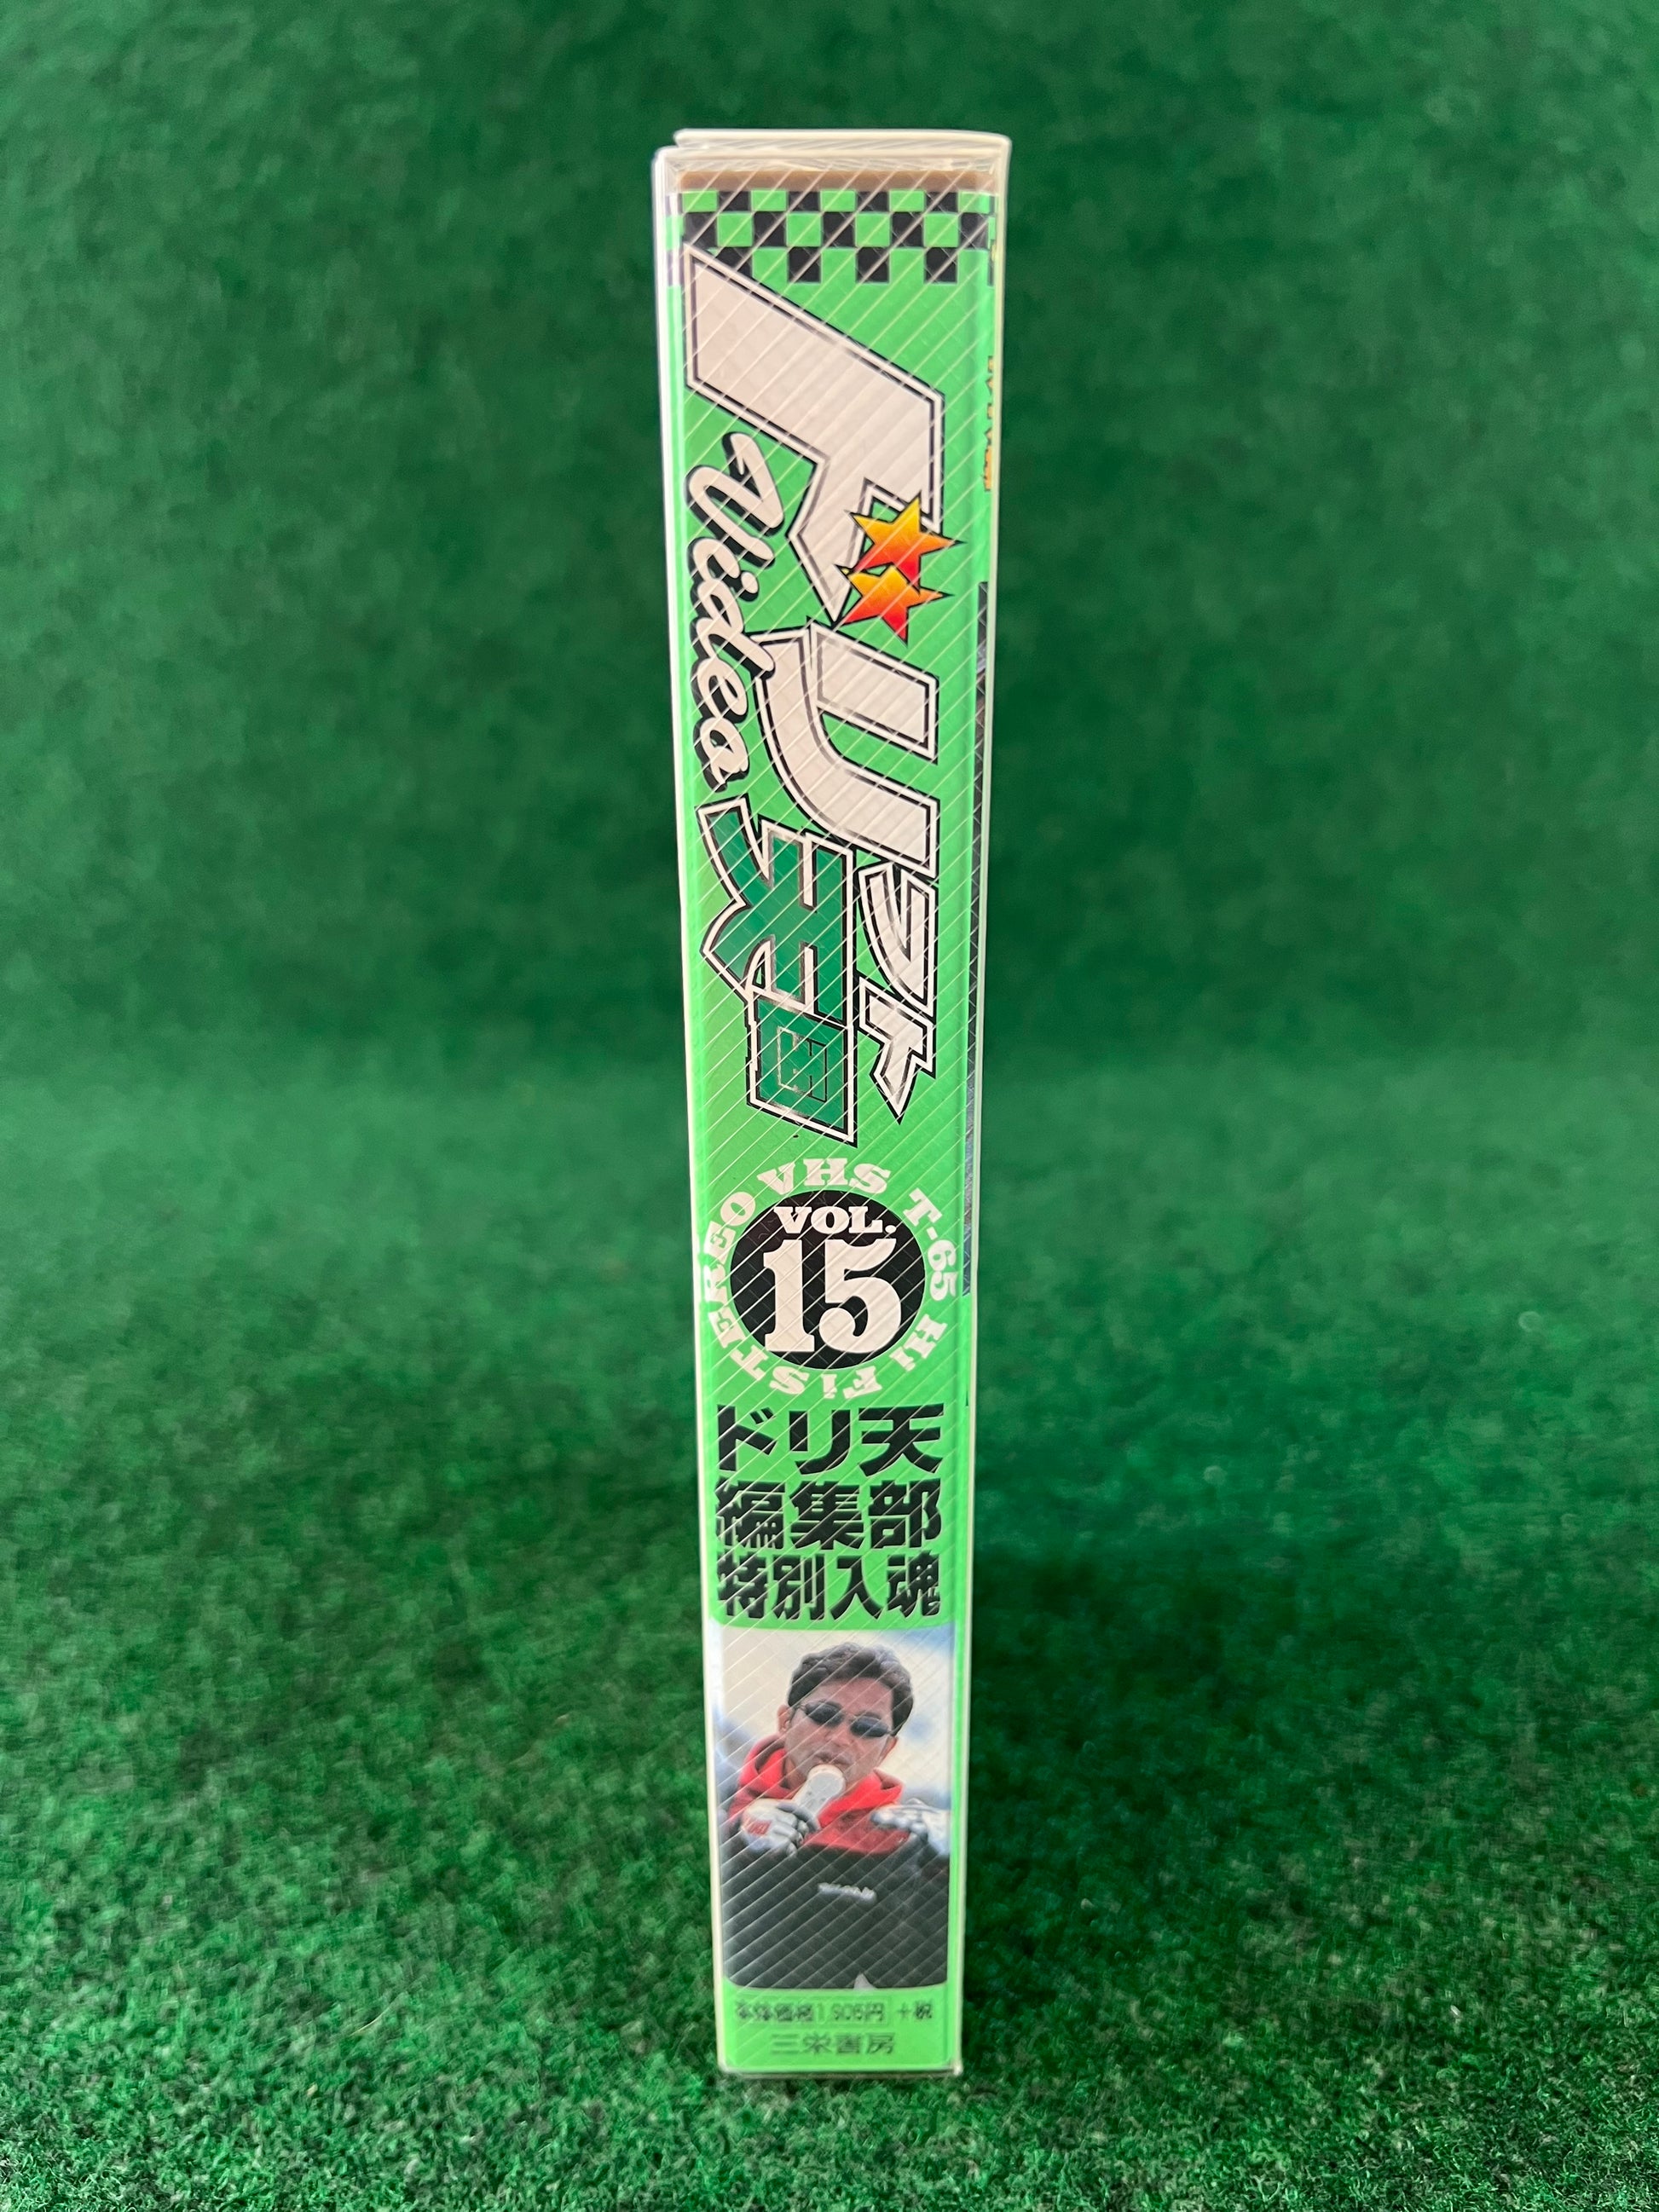 ドリフト
Video
天国
VHS T-65 Hi Fi STEREO
VOL.
15
ドリ天
編集部
特別入魂
本体価格1,905円 +税
三栄書房